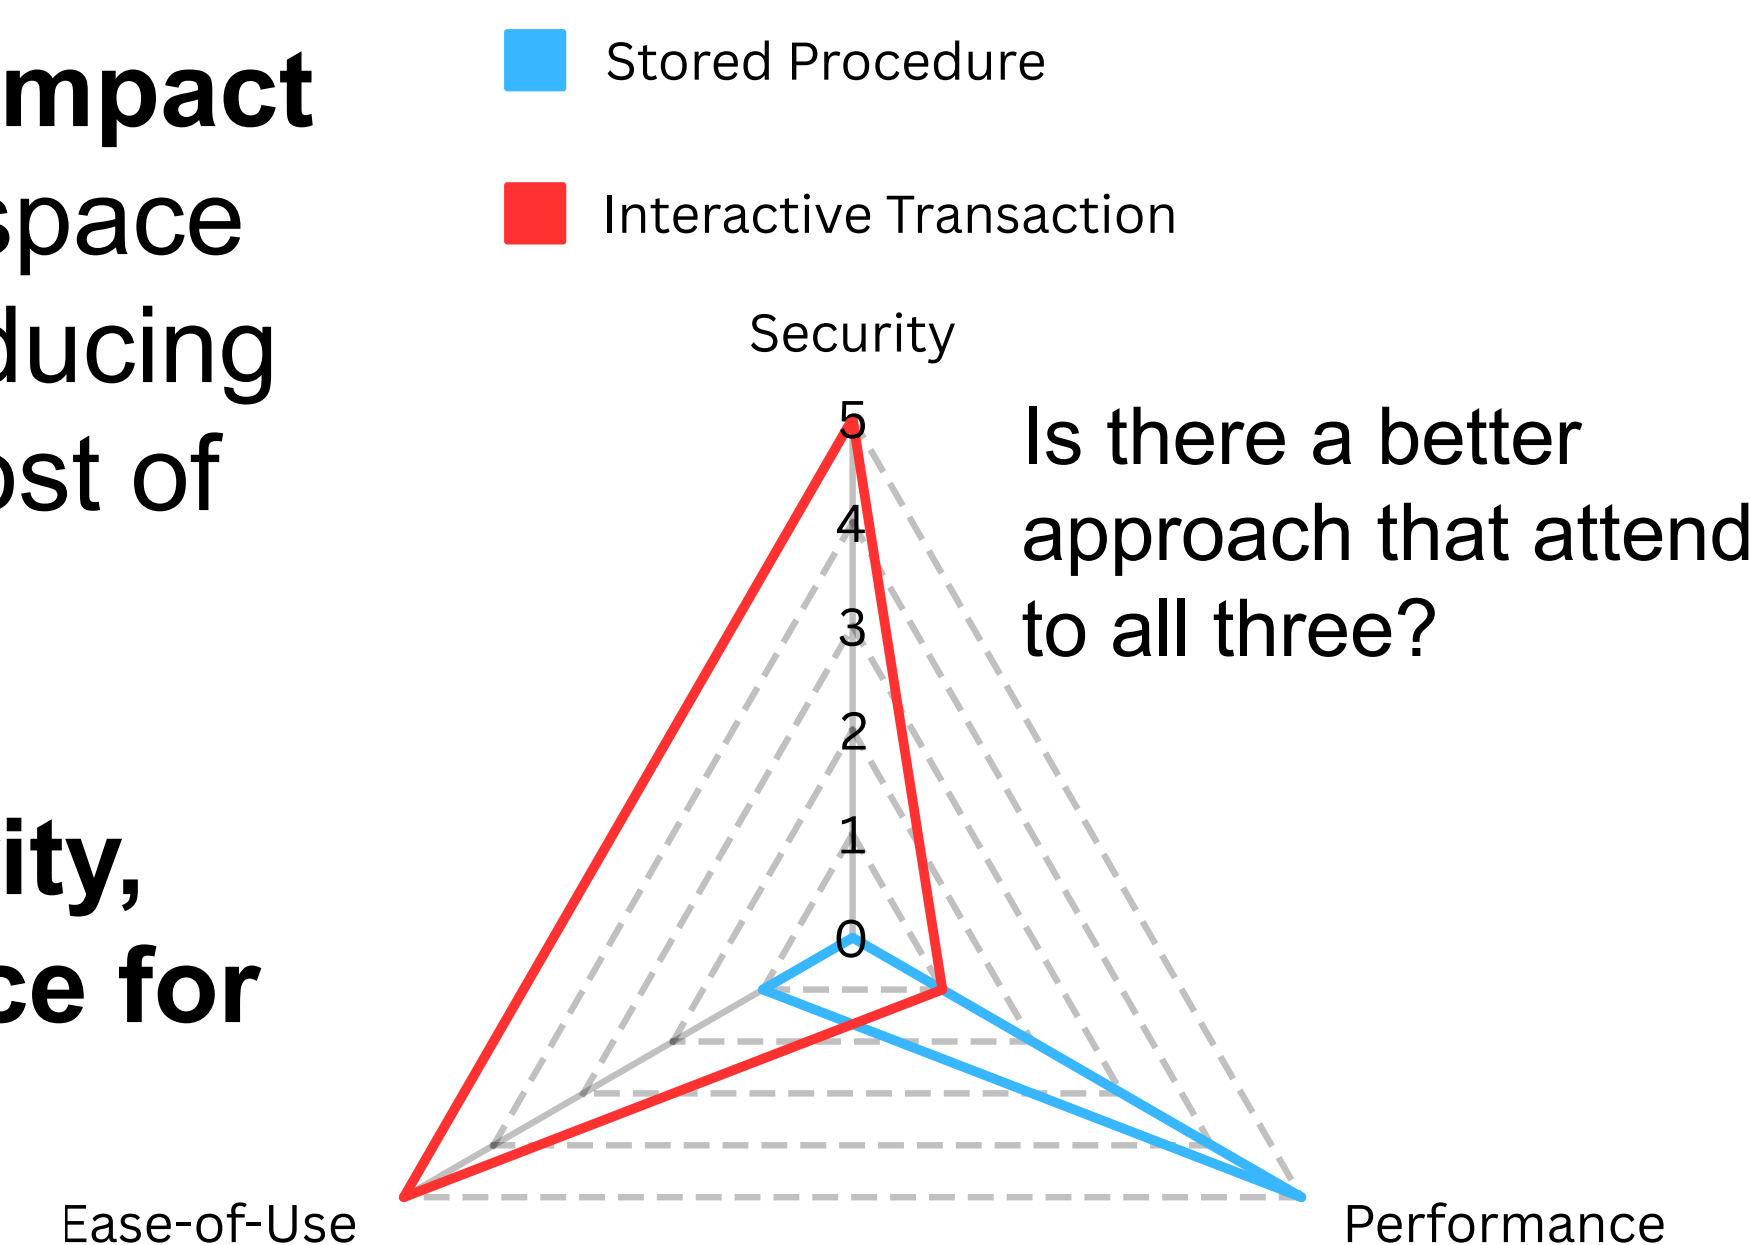 mpact
space
ducing
ost of
ity,
ce for
Stored Procedure
Interactive Transaction
Security
5
4
3
2
1
0
Ease-of-Use
Performance
Is there a better
approach that attend
to all three?